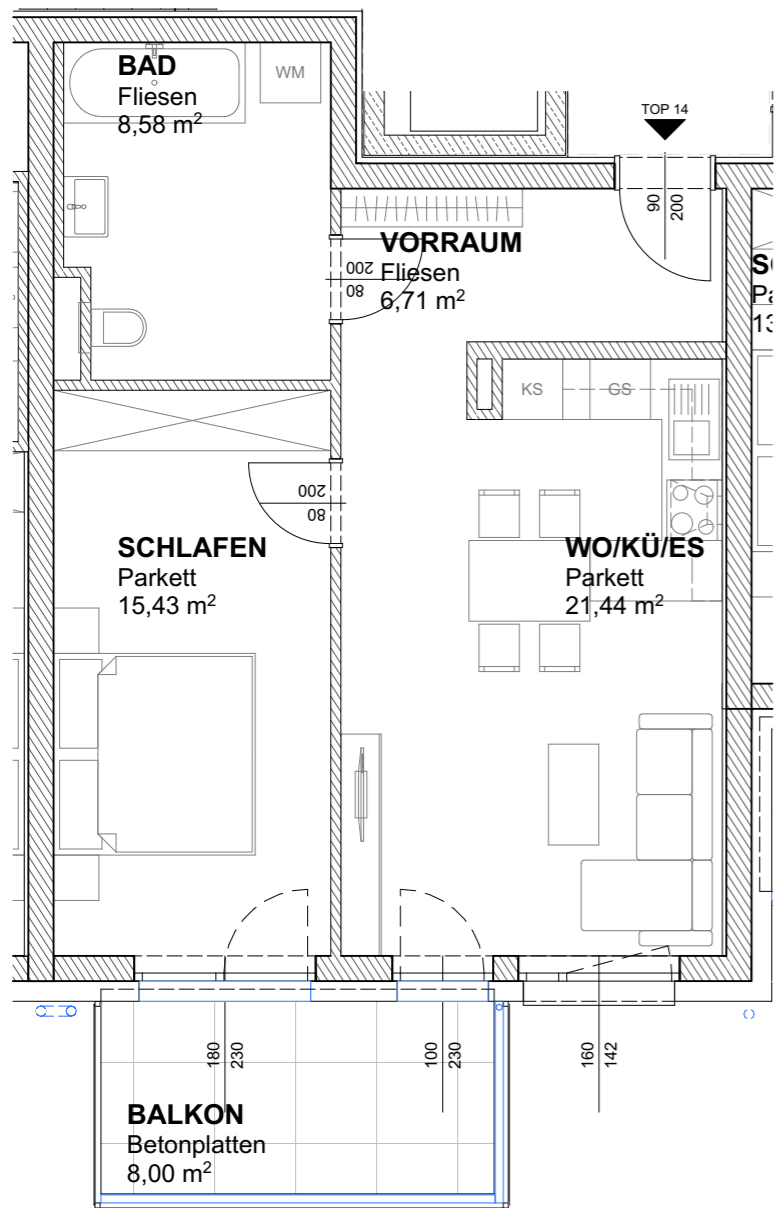 BAD
Fliesen
8,58 m²
WM
TOP 14
90
200
VORRAUM
Fliesen
6,71 m²
200
80
KS
GS
200
80
SCHLAFEN
Parkett
15,43 m²
WO/KÜ/ES
Parkett
21,44 m²
180
230
100
230
160
142
BALKON
Betonplatten
8,00 m²